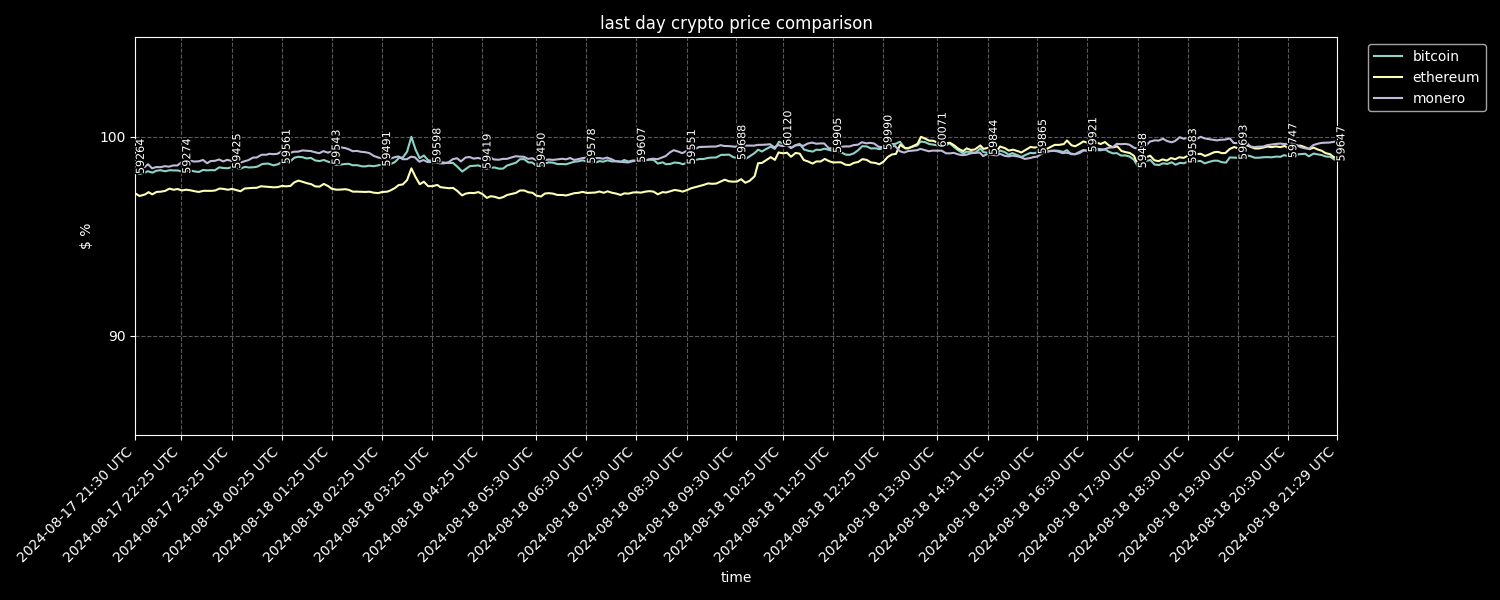 last day crypto price comparison
bitcoin
ethereum
monero
100
90
$ %
59264
59274
59425
59561
59543
59491
59598
59419
59450
59578
59607
59551
59688
60120
59905
59990
60071
59844
59865
59921
59438
59583
59693
59747
59647
2024-08-17 21:30 UTC
2024-08-17 22:25 UTC
2024-08-17 23:25 UTC
2024-08-18 00:25 UTC
2024-08-18 01:25 UTC
2024-08-18 02:25 UTC
2024-08-18 03:25 UTC
2024-08-18 04:25 UTC
2024-08-18 05:30 UTC
2024-08-18 06:30 UTC
2024-08-18 07:30 UTC
2024-08-18 08:30 UTC
2024-08-18 09:30 UTC
2024-08-18 10:25 UTC
2024-08-18 11:25 UTC
2024-08-18 12:25 UTC
2024-08-18 13:30 UTC
2024-08-18 14:31 UTC
2024-08-18 15:30 UTC
2024-08-18 16:30 UTC
2024-08-18 17:30 UTC
2024-08-18 18:30 UTC
2024-08-18 19:30 UTC
2024-08-18 20:30 UTC
2024-08-18 21:29 UTC
time